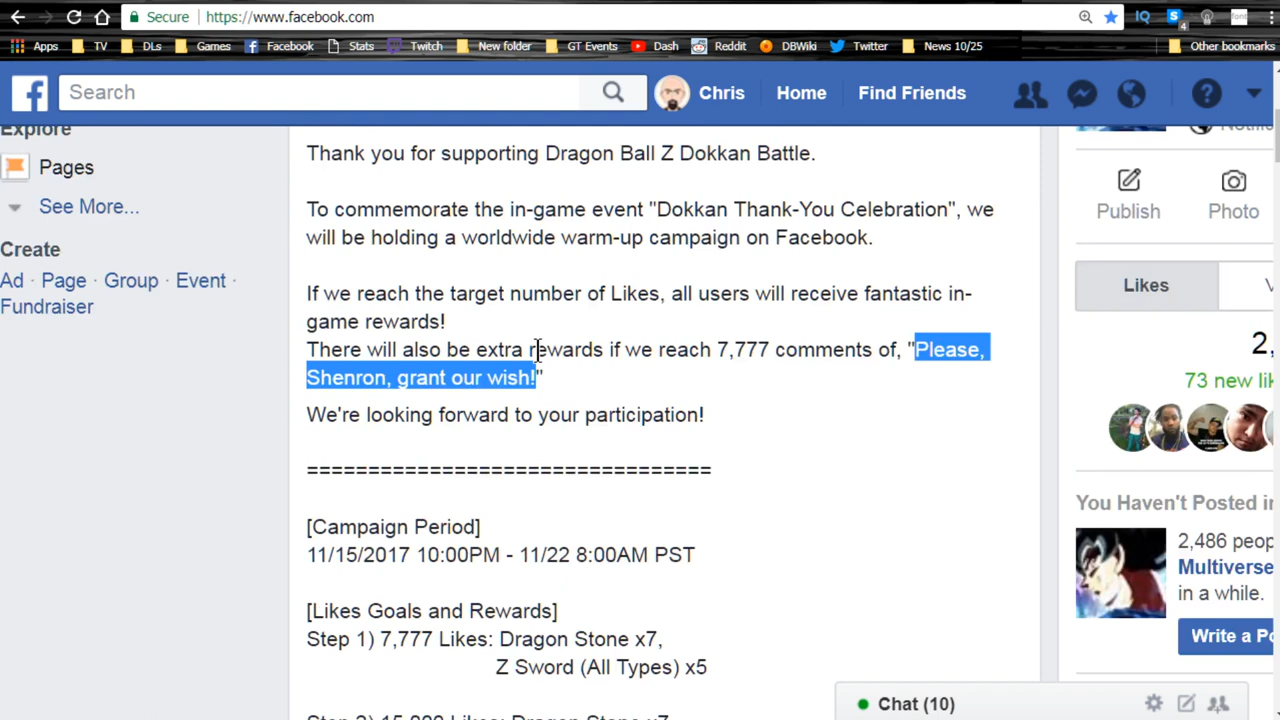 Secure https://www.facebook.com
Apps TV DLs Games Facebook Stats Twitch New folder GT Events Dash Reddit DBWiki Twitter News 10/25 Other bookmarks
Search Chris Home Find Friends
Explore
Pages
See More...
Create
Ad · Page · Group · Event ·
Fundraiser
Thank you for supporting Dragon Ball Z Dokkan Battle.
To commemorate the in-game event "Dokkan Thank-You Celebration", we
will be holding a worldwide warm-up campaign on Facebook.
If we reach the target number of Likes, all users will receive fantastic in-
game rewards!
There will also be extra rewards if we reach 7,777 comments of, "Please,
Shenron, grant our wish!"
We're looking forward to your participation!
===============================
[Campaign Period]
11/15/2017 10:00PM - 11/22 8:00AM PST
[Likes Goals and Rewards]
Step 1) 7,777 Likes: Dragon Stone x7,
Z Sword (All Types) x5
Publish Photo
Likes
2,
73 new lik
You Haven't Posted i
2,486 peop
Multiverse
in a while.
Write a P
Chat (10)